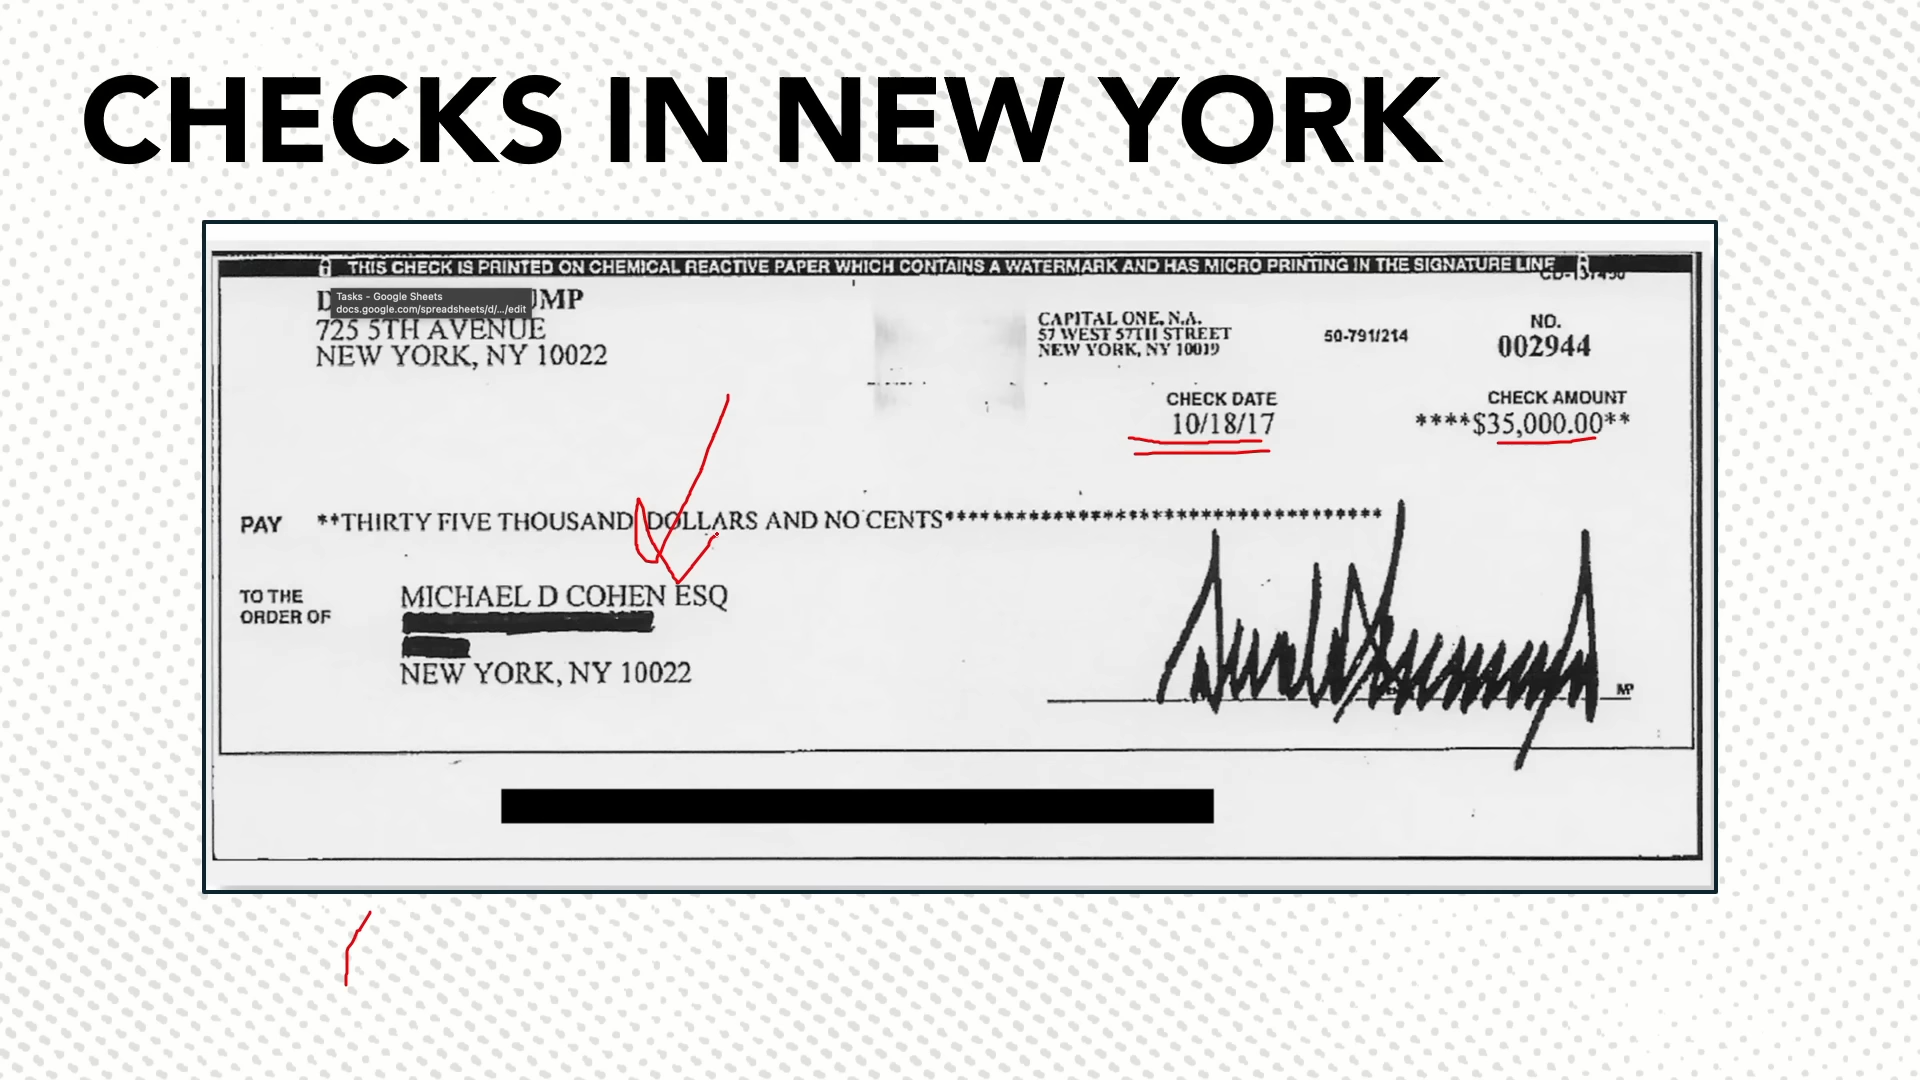 CHECKS IN NEW YORK
THIS CHECK IS PRINTED ON CHEMICAL REACTIVE PAPER WHICH CONTAINS A WATERMARK AND HAS MICRO PRINTING IN THE SIGNATURE LINE
Tasks - Google Sheets
docs.google.com/spreadsheets/d/.../edit
725 5TH AVENUE
NEW YORK, NY 10022
CAPITAL ONE, N.A.
57 WEST 57TH STREET
NEW YORK, NY 10019
50-791/214
NO.
002944
CHECK DATE
10/18/17
CHECK AMOUNT
****$35,000.00**
PAY **THIRTY FIVE THOUSAND DOLLARS AND NO CENTS***********************************
TO THE
ORDER OF
MICHAEL D COHEN ESQ
NEW YORK, NY 10022
MP